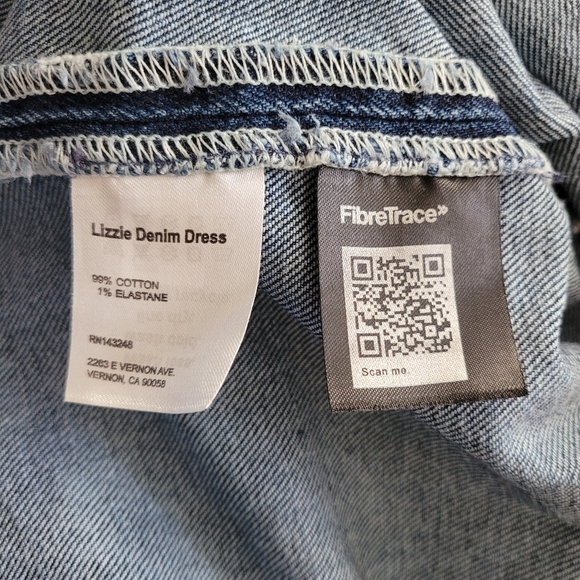 Lizzie Denim Dress
99% COTTON
1% ELASTANE
RN143248
2263 E VERNON AVE.
VERNON, CA 90058
FibreTrace»
Scan me.